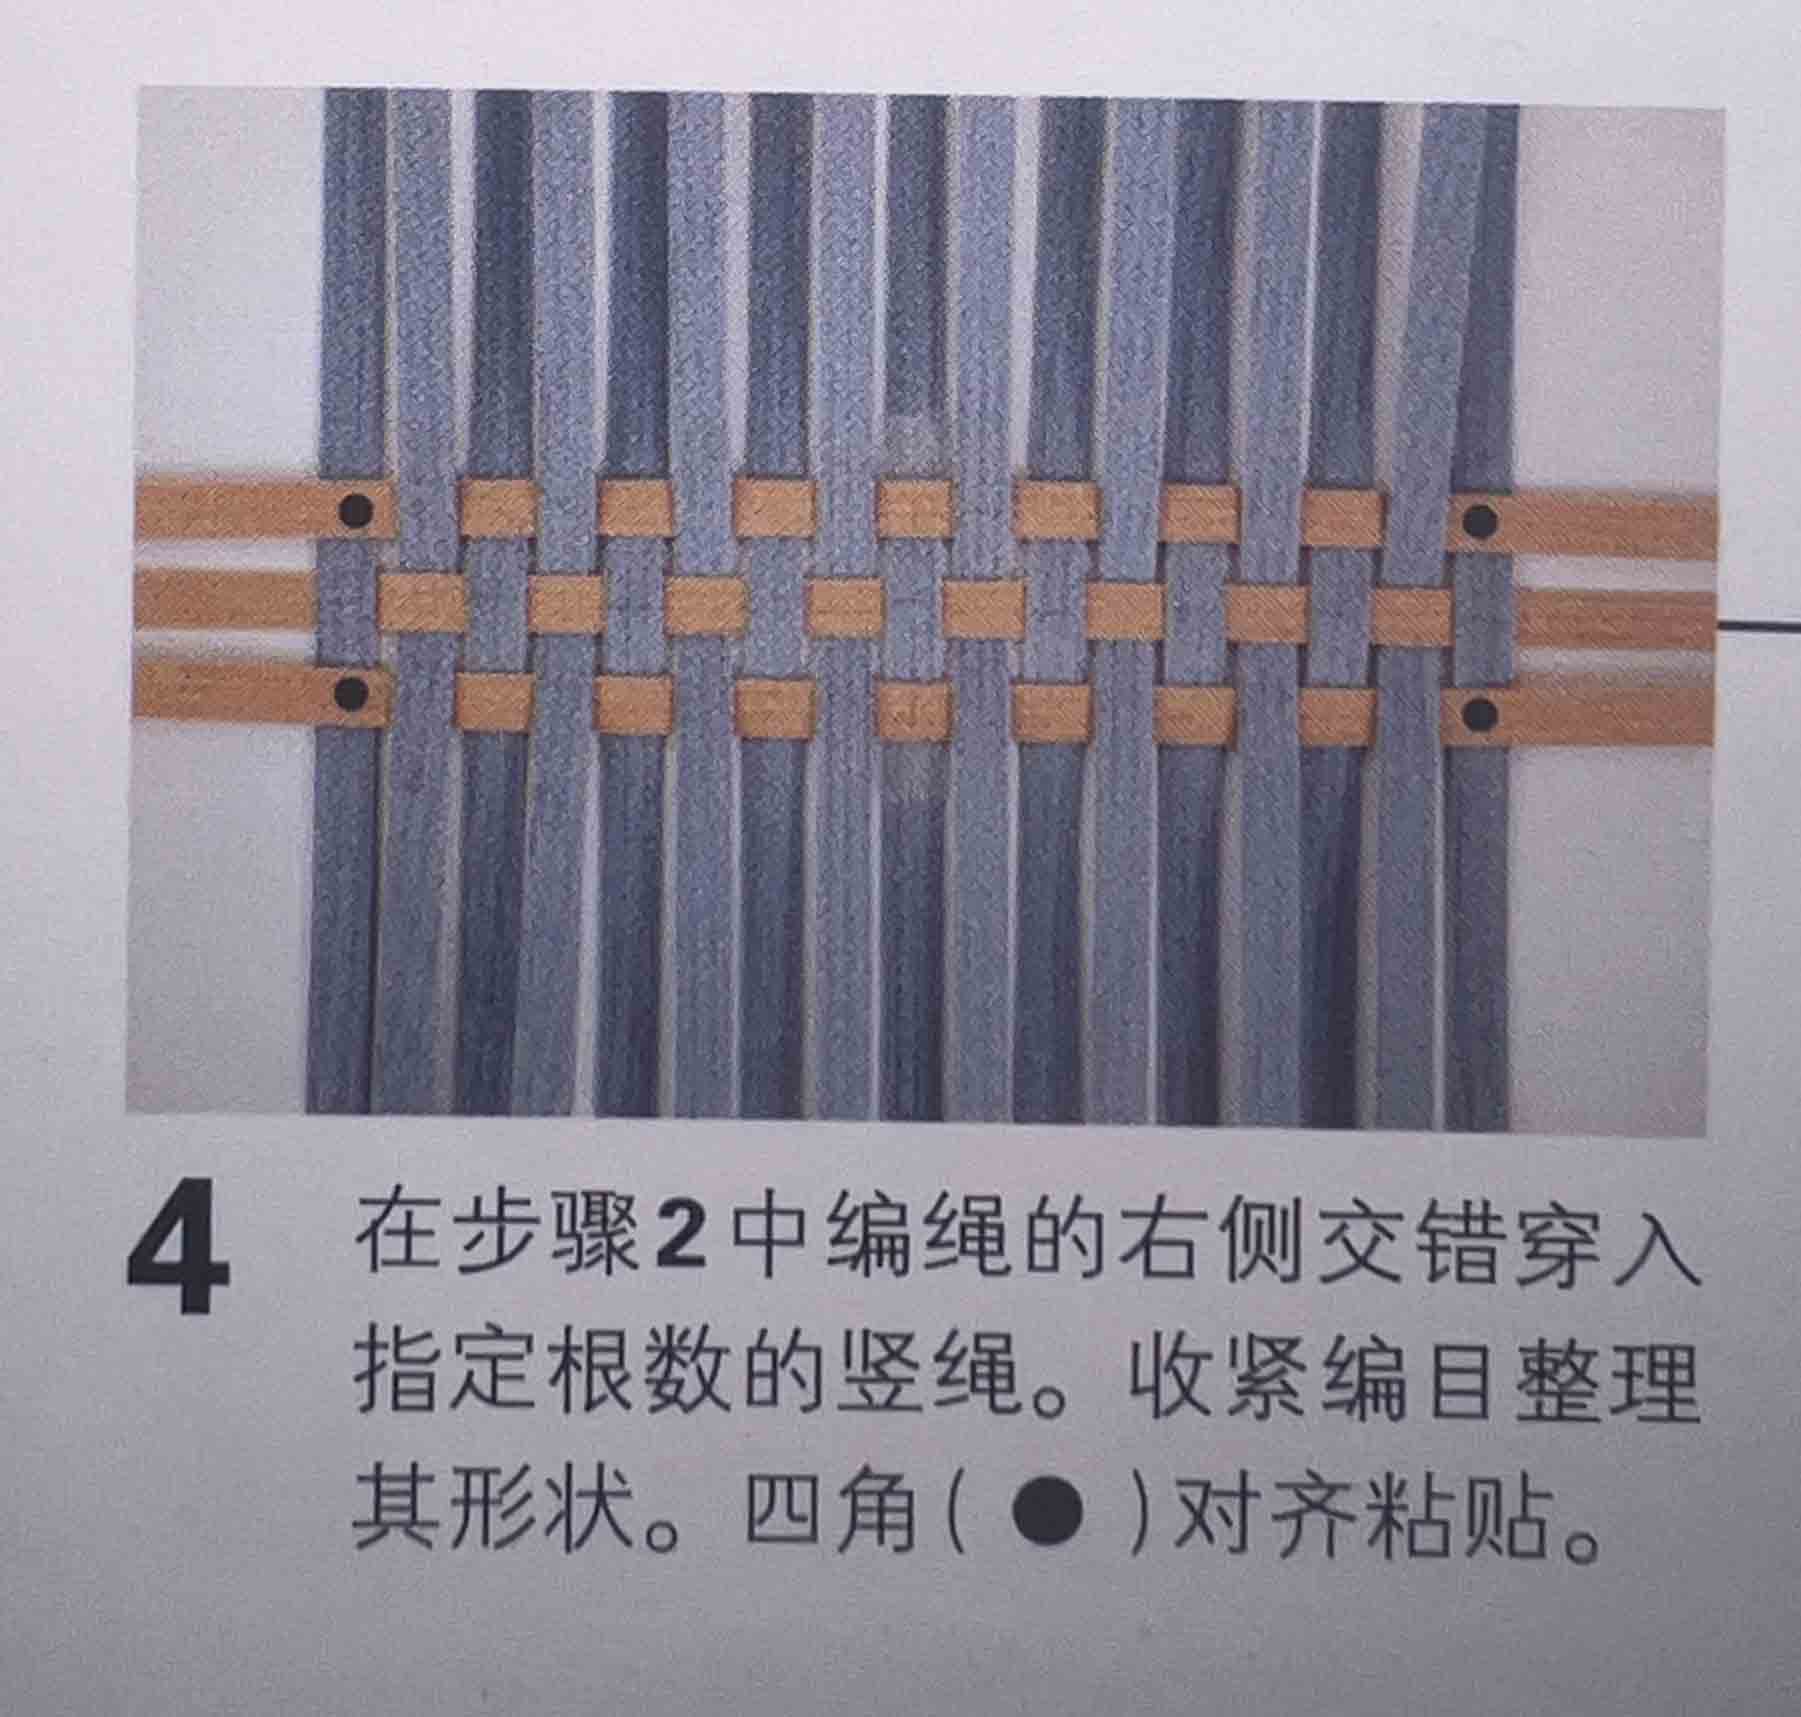 4 在步骤2中编绳的右侧交错穿入
指定根数的竖绳。收紧编目整理
其形状。四角(●)对齐粘贴。